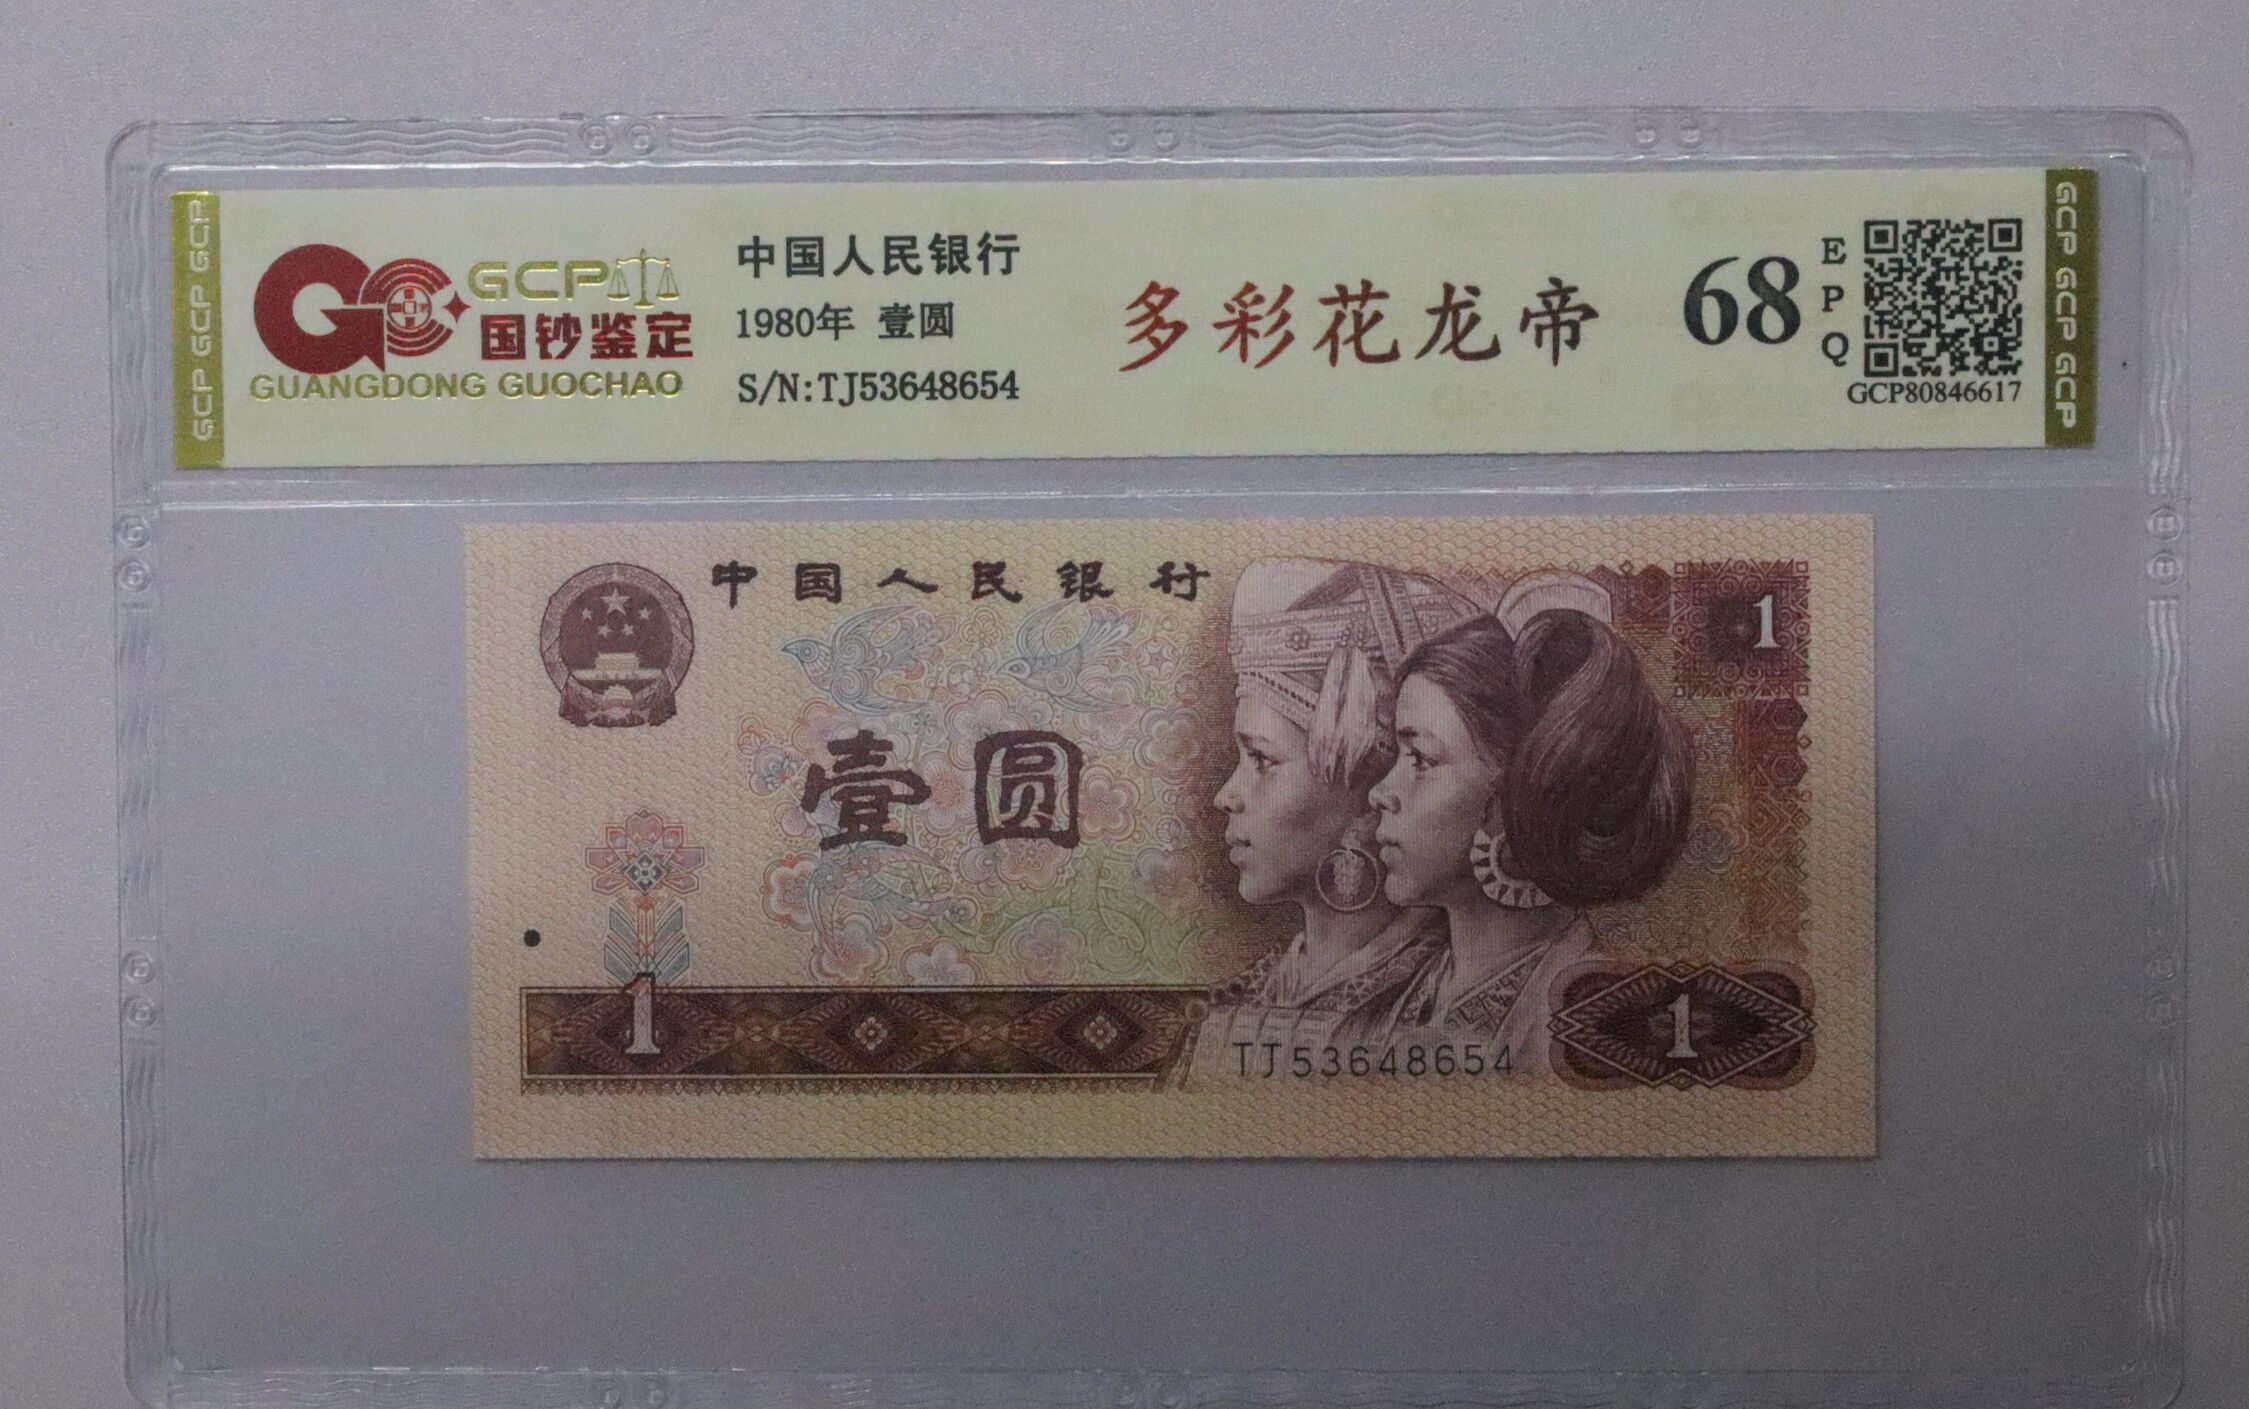 GCP GCP GCP
GCP
国钞鉴定
GUANGDONG GUOCHAO
中国人民银行
1980年 壹圆
S/N:TJ53648654
多彩花龙帝
68
EPQ
GCP80846617
GCP GCP GCP
中国人民银行
1
壹圆
1
TJ53648654
1